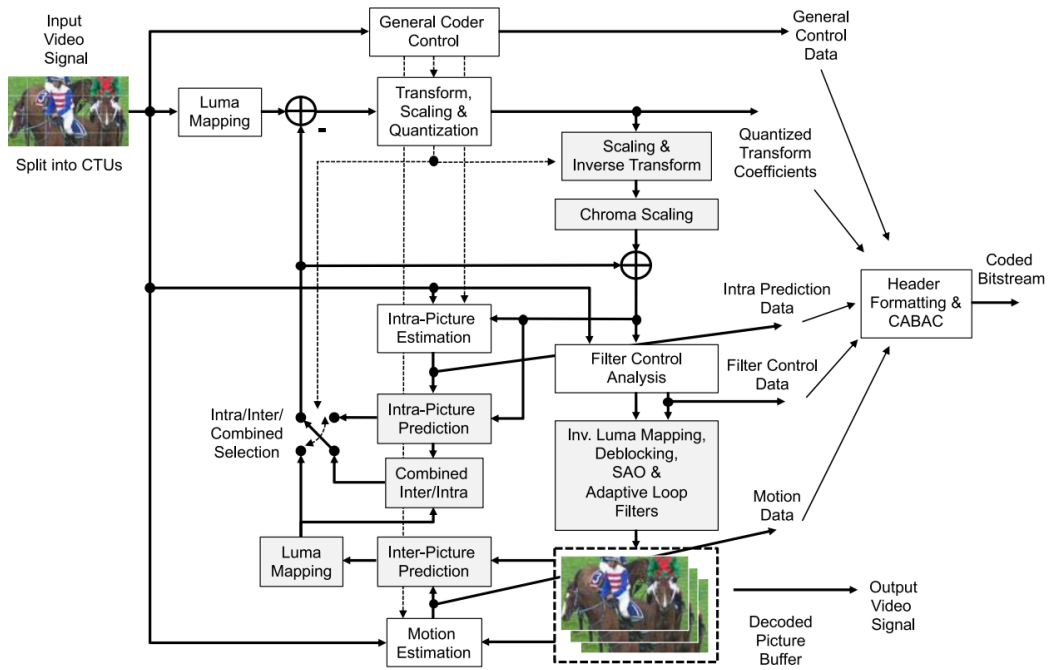 Input
Video
Signal
Split into CTUs
General Coder
Control
General
Control
Data
Luma
Mapping
-
Transform,
Scaling &
Quantization
Scaling &
Inverse Transform
Quantized
Transform
Coefficients
Chroma Scaling
Header
Formatting &
CABAC
Coded
Bitstream
Intra-Picture
Estimation
Intra Prediction
Data
Filter Control
Analysis
Filter Control
Data
Intra/Inter/
Combined
Selection
Intra-Picture
Prediction
Combined
Inter/Intra
Inv. Luma Mapping,
Deblocking,
SAO &
Adaptive Loop
Filters
Motion
Data
Luma
Mapping
Inter-Picture
Prediction
Motion
Estimation
Decoded
Picture
Buffer
Output
Video
Signal